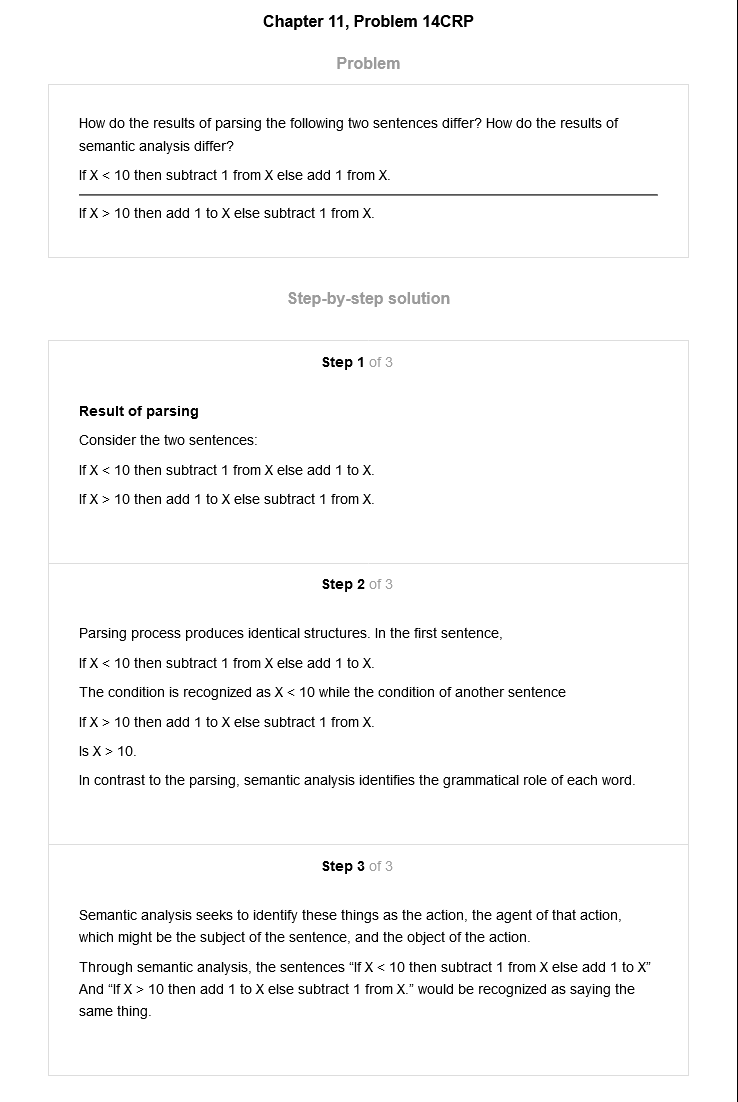 Chapter 11, Problem 14CRP
Problem
How do the results of parsing the following two sentences differ? How do the results of
semantic analysis differ?
If X < 10 then subtract 1 from X else add 1 from X.
If X > 10 then add 1 to X else subtract 1 from X.
Step-by-step solution
Step 1 of 3
Result of parsing
Consider the two sentences:
If X < 10 then subtract 1 from X else add 1 to X.
If X > 10 then add 1 to X else subtract 1 from X.
Step 2 of 3
Parsing process produces identical structures. In the first sentence,
If X < 10 then subtract 1 from X else add 1 to X.
The condition is recognized as X < 10 while the condition of another sentence
If X > 10 then add 1 to X else subtract 1 from X.
Is X > 10.
In contrast to the parsing, semantic analysis identifies the grammatical role of each word.
Step 3 of 3
Semantic analysis seeks to identify these things as the action, the agent of that action,
which might be the subject of the sentence, and the object of the action.
Through semantic analysis, the sentences “If X < 10 then subtract 1 from X else add 1 to X”
And “If X > 10 then add 1 to X else subtract 1 from X.” would be recognized as saying the
same thing.